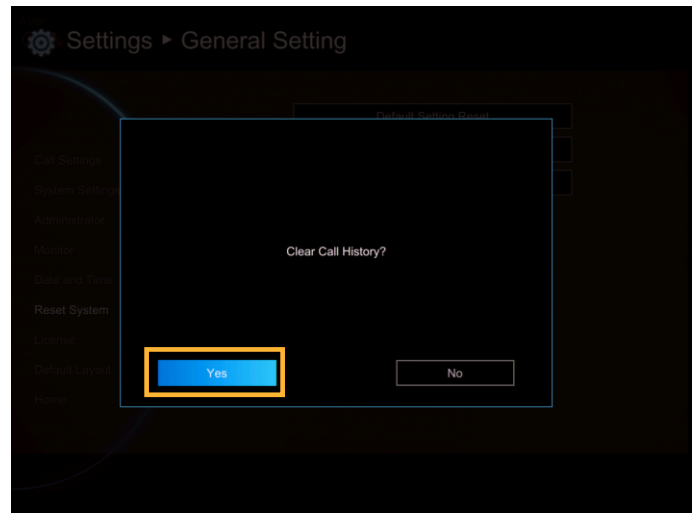 Settings ▸ General Setting
Default Setting Reset
Call Settings
System Settings
Administrator
Monitor
Date and Time
Reset System
License
Default Layout
Home
Clear Call History?
Yes
No